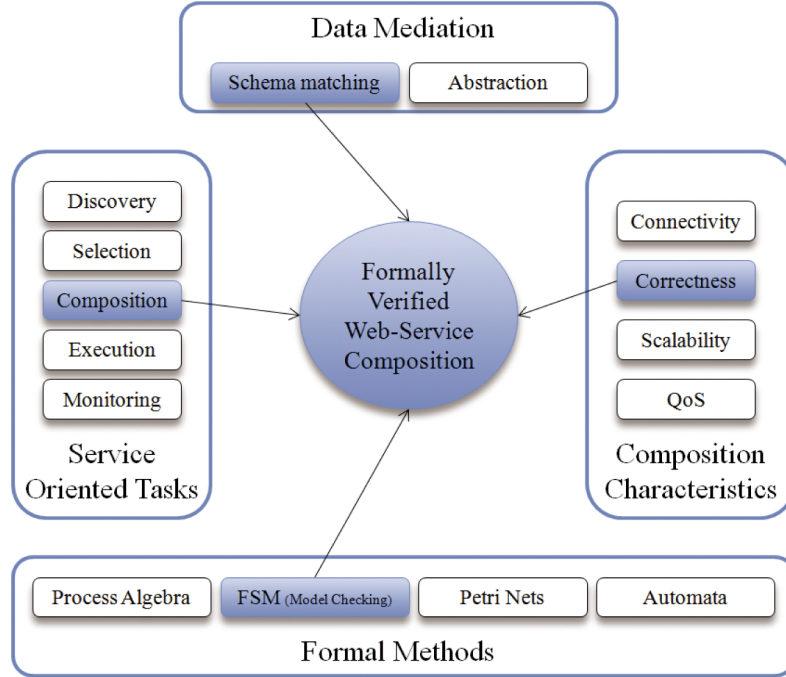 Data Mediation
Schema matching
Abstraction
Discovery
Selection
Composition
Execution
Monitoring
Service
Oriented Tasks
Formally
Verified
Web-Service
Composition
Connectivity
Correctness
Scalability
QoS
Composition
Characteristics
Process Algebra
FSM (Model Checking)
Petri Nets
Automata
Formal Methods